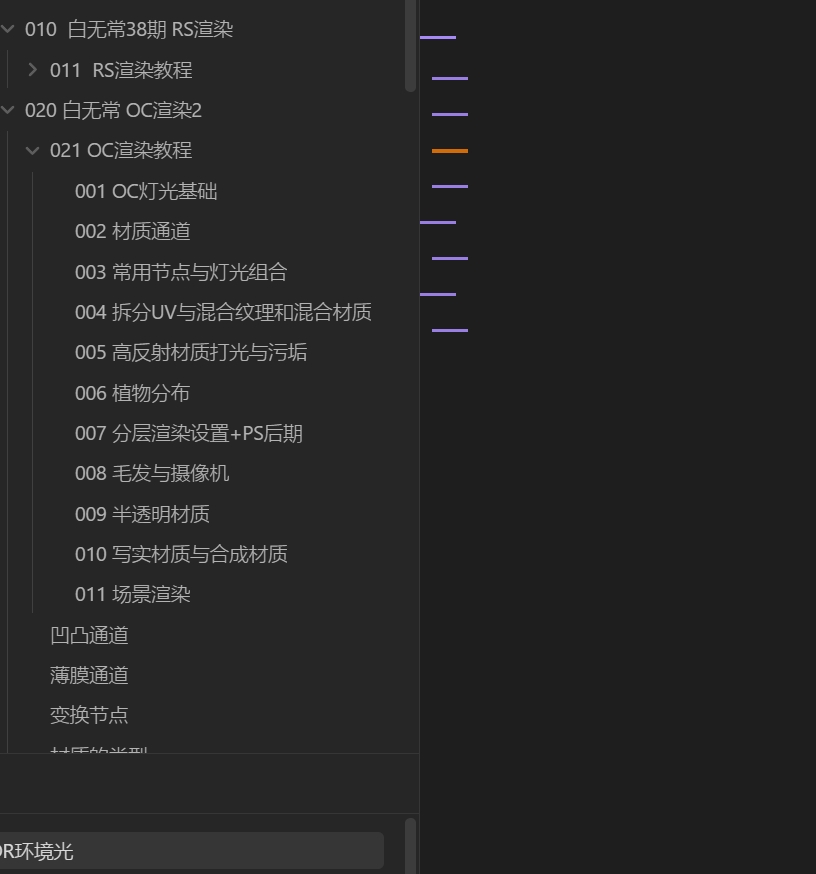 010 白无常38期 RS渲染
011 RS渲染教程
020 白无常 OC渲染2
021 OC渲染教程
001 OC灯光基础
002 材质通道
003 常用节点与灯光组合
004 拆分UV与混合纹理和混合材质
005 高反射材质打光与污垢
006 植物分布
007 分层渲染设置+PS后期
008 毛发与摄像机
009 半透明材质
010 写实材质与合成材质
011 场景渲染
凹凸通道
薄膜通道
变换节点
材质的类型
DR环境光